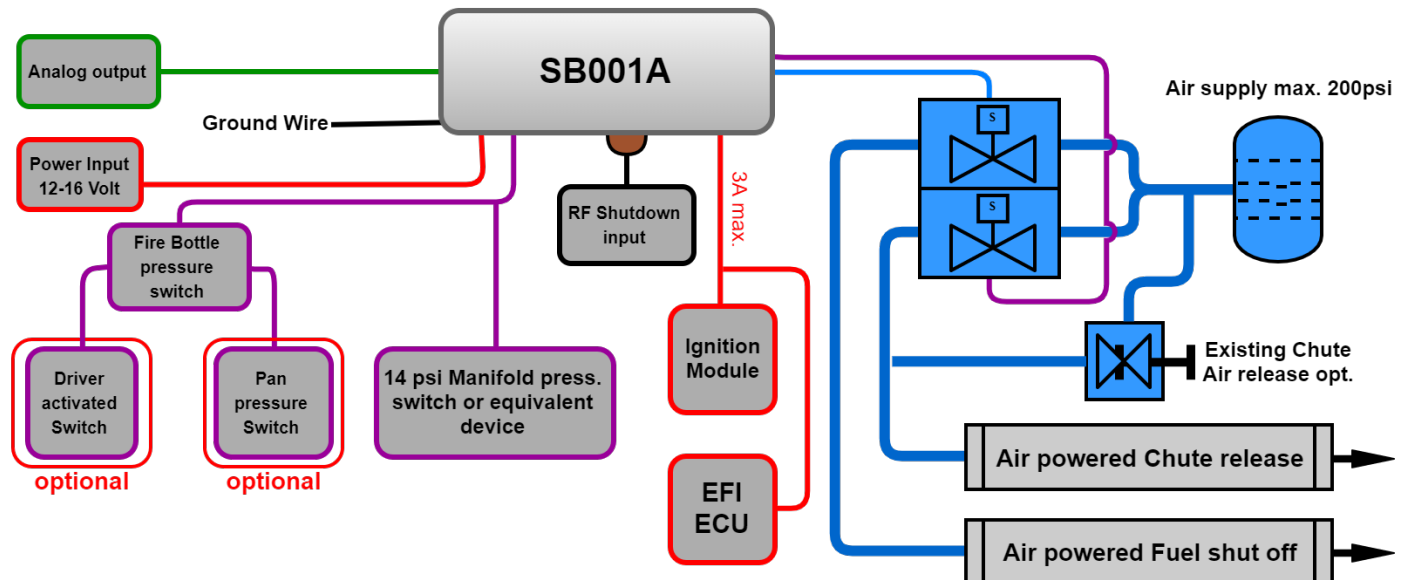 SB001A
Analog output
Ground Wire
Power Input
12-16 Volt
RF Shutdown
input
3A max.
S
S
Air supply max. 200psi
Fire Bottle
pressure
switch
Driver
activated
Switch
optional
Pan
pressure
Switch
optional
14 psi Manifold press.
switch or equivalent
device
Ignition
Module
EFI
ECU
Existing Chute
Air release opt.
Air powered Chute release
Air powered Fuel shut off